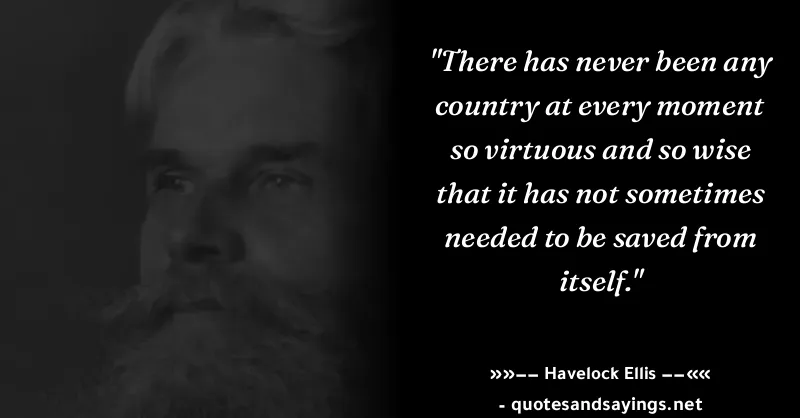 "There has never been any
country at every moment
so virtuous and so wise
that it has not sometimes
needed to be saved from
itself."
»»–– Havelock Ellis ––««
- quotesandsayings.net